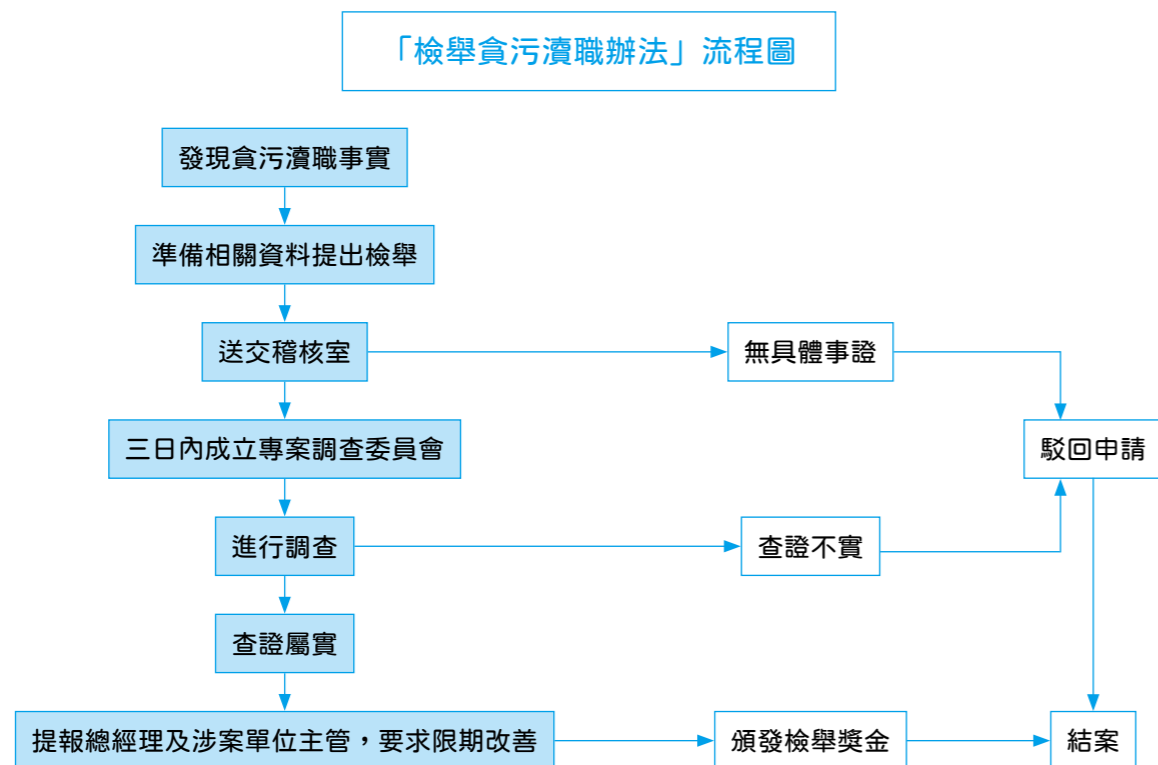 「檢舉貪污瀆職辦法」流程圖
發現貪污瀆職事實
準備相關資料提出檢舉
送交稽核室
無具體事證
三日內成立專案調查委員會
駁回申請
進行調查
查證不實
查證屬實
提報總經理及涉案單位主管，要求限期改善
頒發檢舉獎金
結案